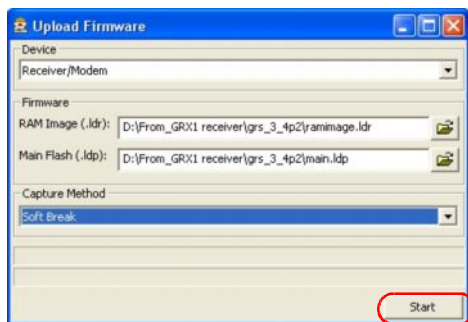 Upload Firmware
Device
Receiver/Modem
Firmware
RAM Image (.ldr): D:\From_GRX1 receiver\grs_3_4p2\ramimage.ldr
Main Flash (.ldp): D:\From_GRX1 receiver\grs_3_4p2\main.ldp
Capture Method
Soft Break
Start